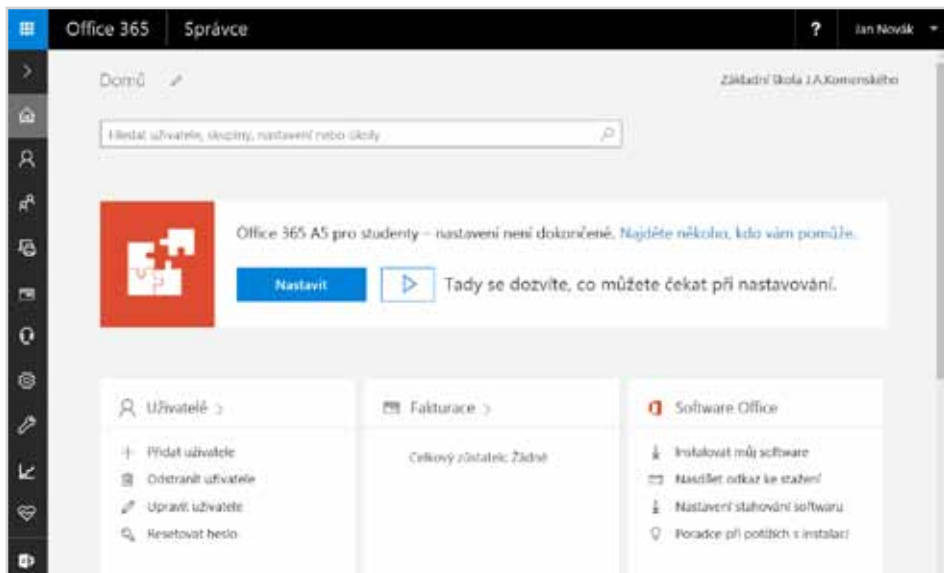 Office 365 Správce ? Jan Novák
Domů Základní škola J.A.Komenského
Hledat uživatele, skupiny, nastavení nebo úkoly
Office 365 A5 pro studenty – nastavení není dokončené. Najděte někoho, kdo vám pomůže.
Nastavit Tady se dozvíte, co můžete čekat při nastavování.
Uživatelé >
Přidat uživatele
Odstranit uživatele
Upravit uživatele
Resetovat heslo
Fakturace >
Celkový zůstatek: Žádné
Software Office
Instalovat můj software
Nasdílet odkaz ke stažení
Nastavení stahování softwaru
Poradce při potížích s instalací